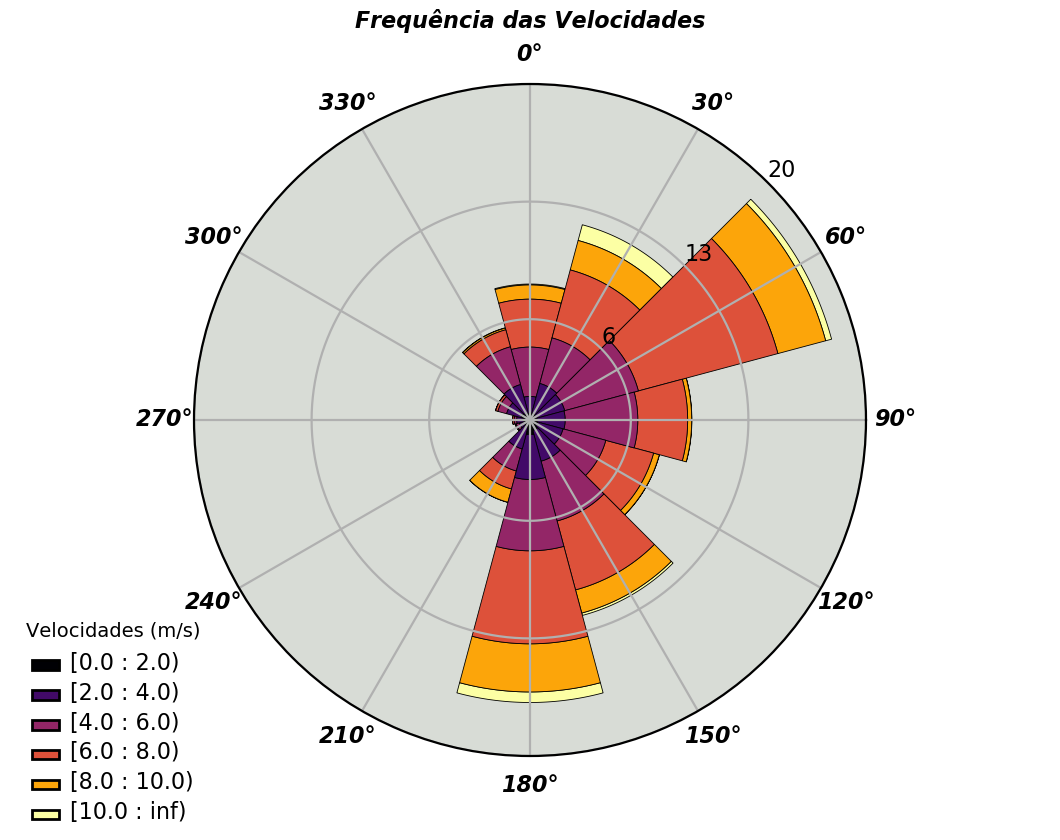 Frequência das Velocidades
0°
330°
30°
20
300°
60°
13
6
270°
90°
240°
120°
210°
150°
180°
Velocidades (m/s)
[0.0 : 2.0)
[2.0 : 4.0)
[4.0 : 6.0)
[6.0 : 8.0)
[8.0 : 10.0)
[10.0 : inf)